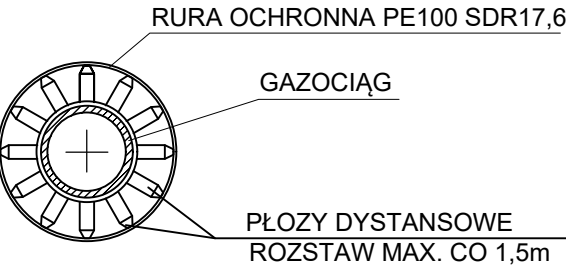 RURA OCHRONNA PE100 SDR17,6
GAZOCIĄG
PŁOZY DYSTANSOWE
ROZSTAW MAX. CO 1,5m